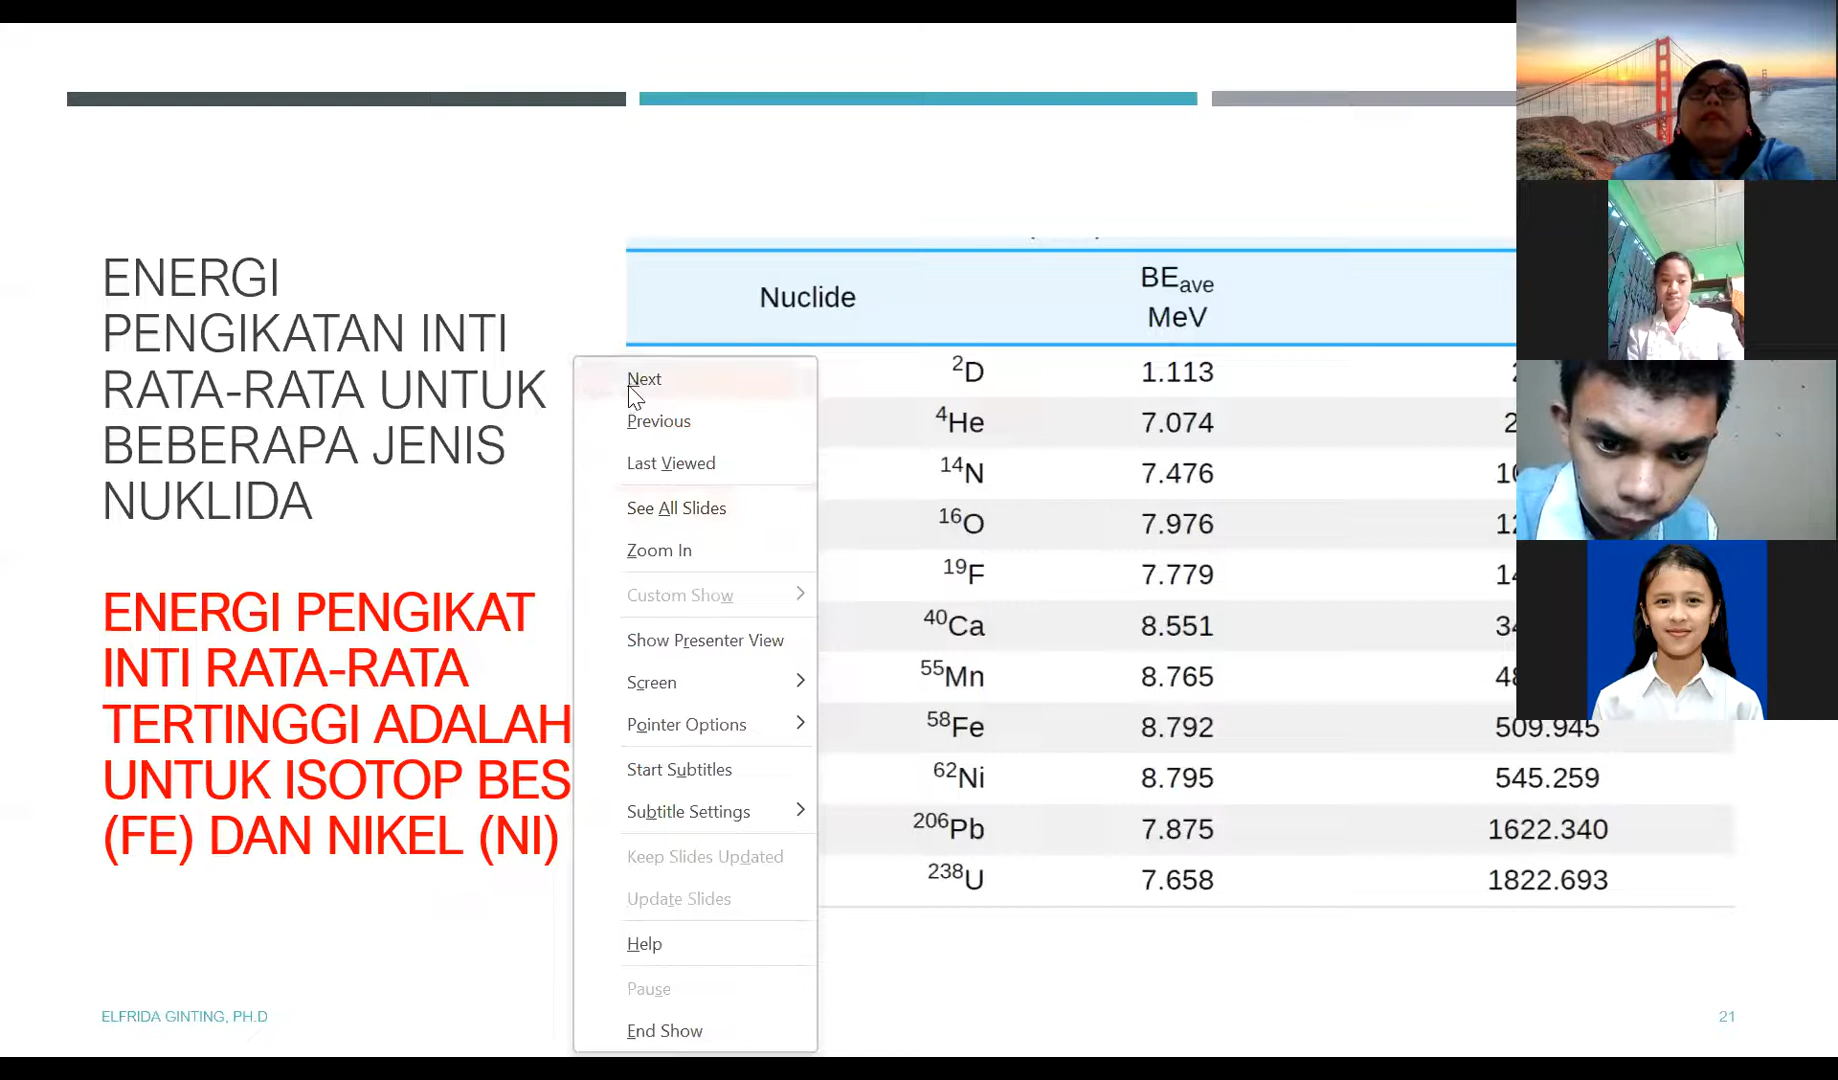 ENERGI
PENGIKATAN INTI
RATA-RATA UNTUK
BEBERAPA JENIS
NUKLIDA
ENERGI PENGIKAT
INTI RATA-RATA
TERTINGGI ADALAH
UNTUK ISOTOP BES
(FE) DAN NIKEL (NI)
ELFRIDA GINTING, PH.D
Next
Previous
Last Viewed
See All Slides
Zoom In
Custom Show
Show Presenter View
Screen
Pointer Options
Start Subtitles
Subtitle Settings
Keep Slides Updated
Update Slides
Help
Pause
End Show
Nuclide BEave
MeV
²D 1.113
⁴He 7.074
¹⁴N 7.476
¹⁶O 7.976
¹⁹F 7.779
⁴⁰Ca 8.551
⁵⁵Mn 8.765
⁵⁸Fe 8.792 509.945
⁶²Ni 8.795 545.259
²⁰⁶Pb 7.875 1622.340
²³⁸U 7.658 1822.693
21